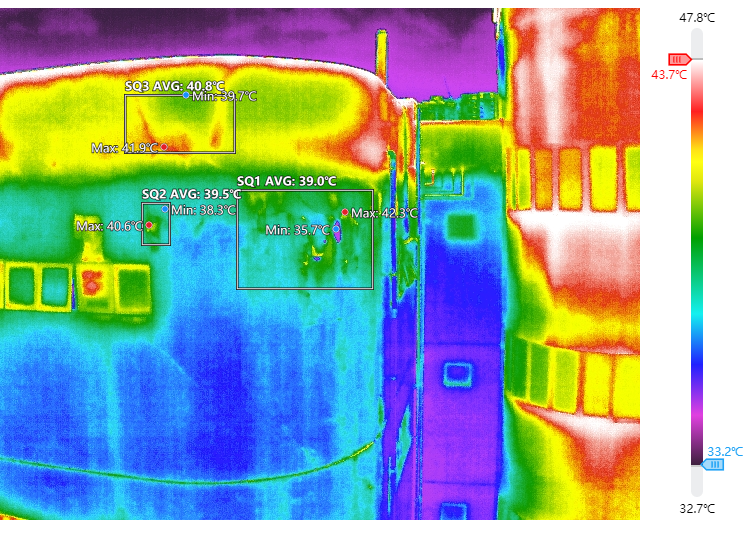 47.8℃
43.7℃
SQ3 AVG: 40.8℃
Min: 39.7℃
Max: 41.9℃
SQ1 AVG: 39.0℃
SQ2 AVG: 39.5℃
Min: 38.3℃
Max: 42.3℃
Max: 40.6℃
Min: 35.7℃
33.2℃
32.7℃